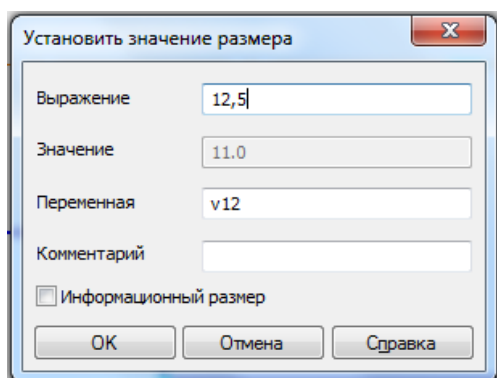 Установить значение размера
Выражение 12,5
Значение 11.0
Переменная v12
Комментарий
Информационный размер
OK Отмена Справка